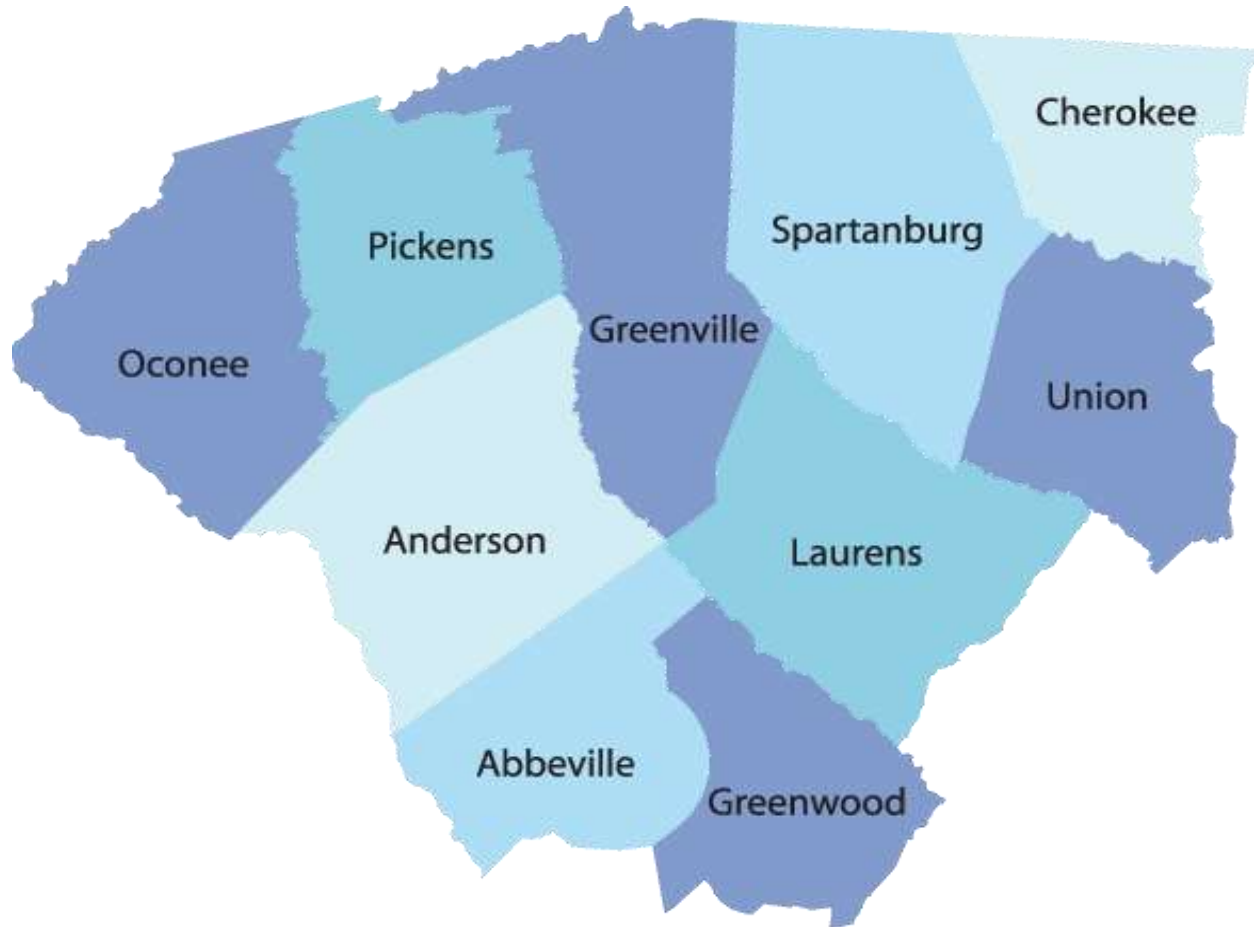 Cherokee
Spartanburg
Pickens
Greenville
Oconee
Union
Anderson
Laurens
Abbeville
Greenwood